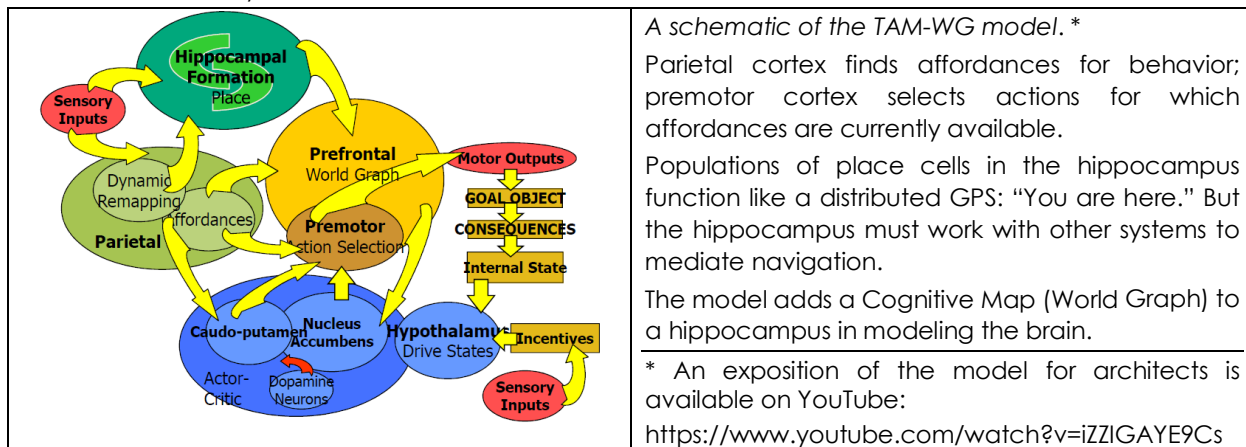 Hippocampal
Formation
Place
Sensory
Inputs
Prefrontal
World Graph
Motor Outputs
Dynamic
Remapping
Affordances
Parietal
GOAL OBJECT
Premotor
Action Selection
CONSEQUENCES
Internal State
Caudo-putamen
Nucleus
Accumbens
Hypothalamus
Drive States
Incentives
Actor-
Critic
Dopamine
Neurons
Sensory
Inputs
A schematic of the TAM-WG model. *
Parietal cortex finds affordances for behavior;
premotor cortex selects actions for which
affordances are currently available.
Populations of place cells in the hippocampus
function like a distributed GPS: “You are here.” But
the hippocampus must work with other systems to
mediate navigation.
The model adds a Cognitive Map (World Graph) to
a hippocampus in modeling the brain.
* An exposition of the model for architects is
available on YouTube:
https://www.youtube.com/watch?v=iZZIGAYE9Cs